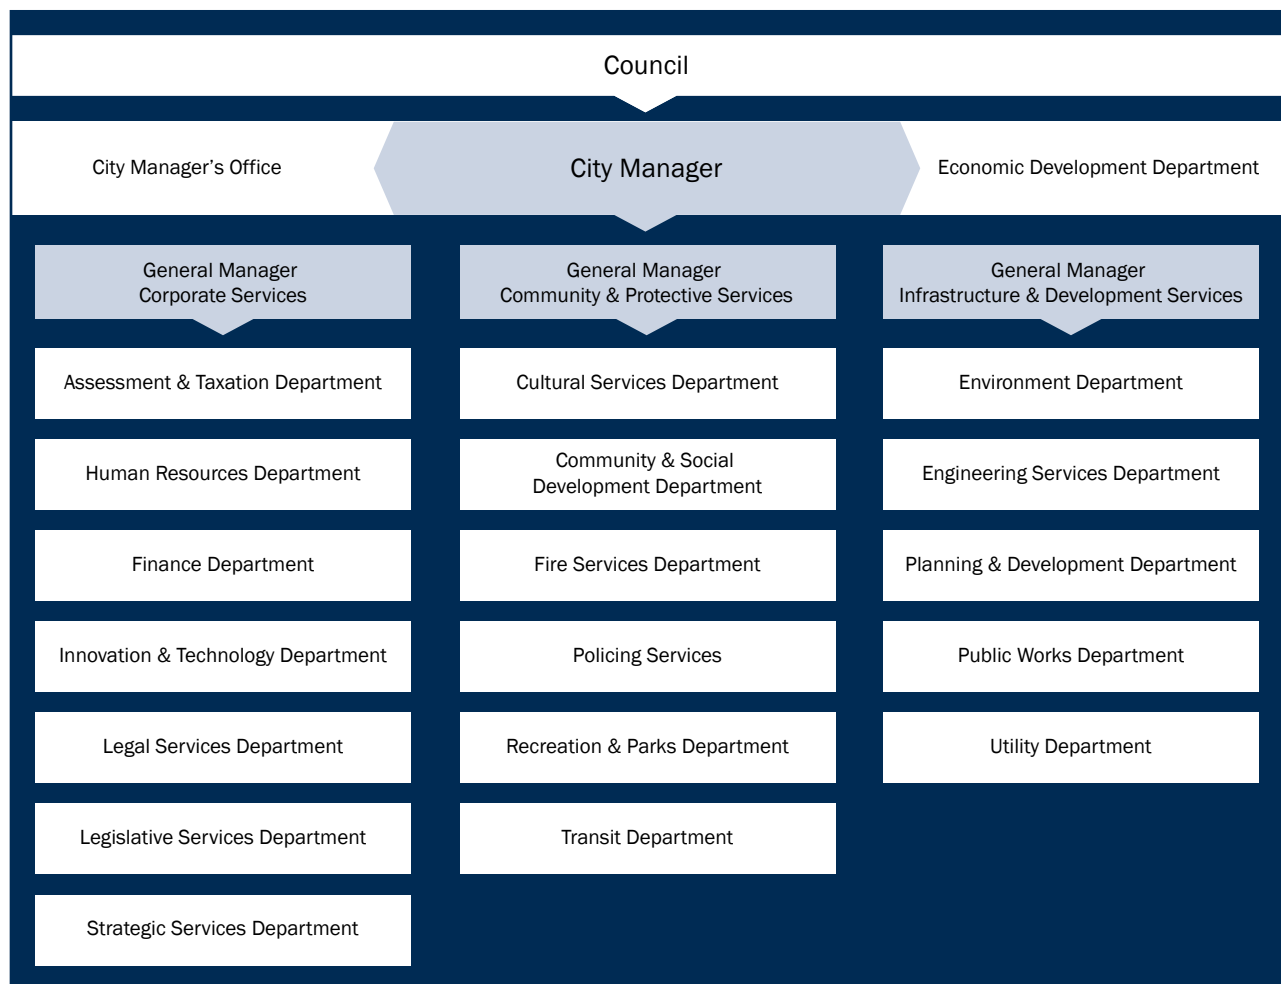 Council
City Manager’s Office
City Manager
Economic Development Department
General Manager
Corporate Services
General Manager
Community & Protective Services
General Manager
Infrastructure & Development Services
Assessment & Taxation Department
Human Resources Department
Finance Department
Innovation & Technology Department
Legal Services Department
Legislative Services Department
Strategic Services Department
Cultural Services Department
Community & Social
Development Department
Fire Services Department
Policing Services
Recreation & Parks Department
Transit Department
Environment Department
Engineering Services Department
Planning & Development Department
Public Works Department
Utility Department